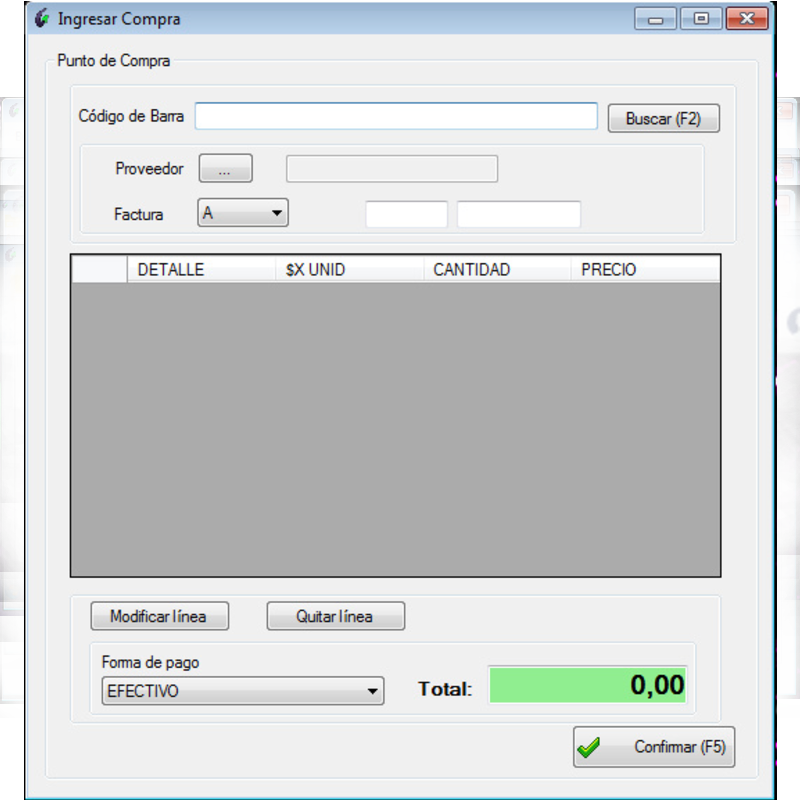 Ingresar Compra
Punto de Compra
Código de Barra
Buscar (F2)
Proveedor ...
Factura A
DETALLE $X UNID CANTIDAD PRECIO
Modificar línea Quitar línea
Forma de pago
EFECTIVO Total: 0,00
Confirmar (F5)